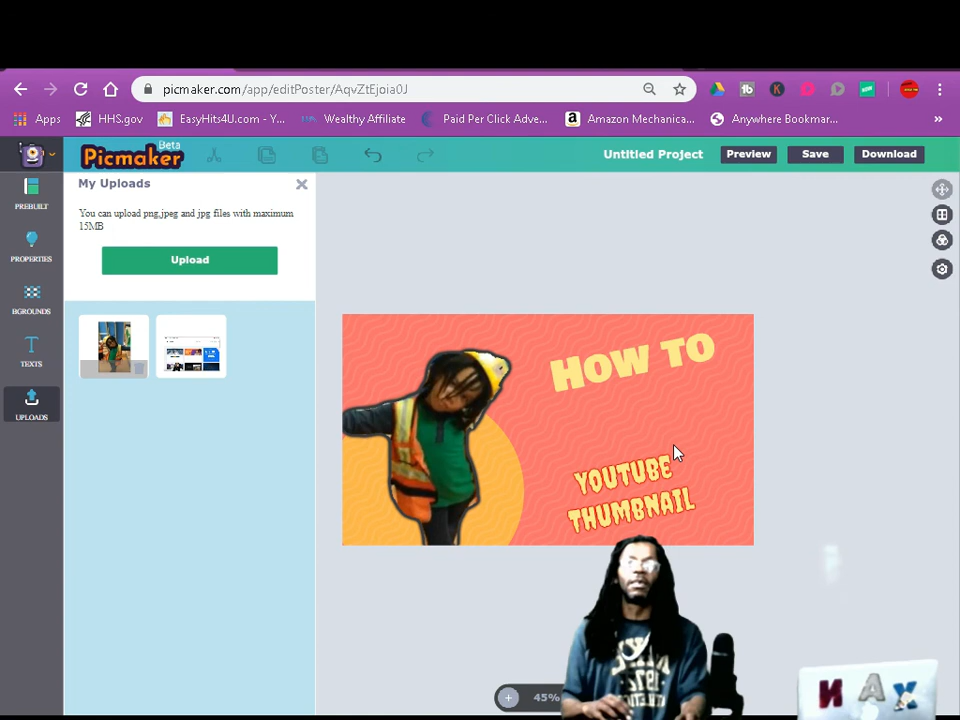 picmaker.com/app/editPoster/AqvZtEjoia0J
Apps
HHS.gov
EasyHits4U.com - Y...
Wealthy Affiliate
Paid Per Click Adve...
Amazon Mechanica...
Anywhere Bookmar...
»
Picmaker
Beta
Untitled Project
Preview
Save
Download
PREBUILT
PROPERTIES
BGROUNDS
TEXTS
UPLOADS
My Uploads
You can upload png,jpeg and jpg files with maximum
15MB
Upload
HOW TO
YOUTUBE
THUMBNAIL
45%